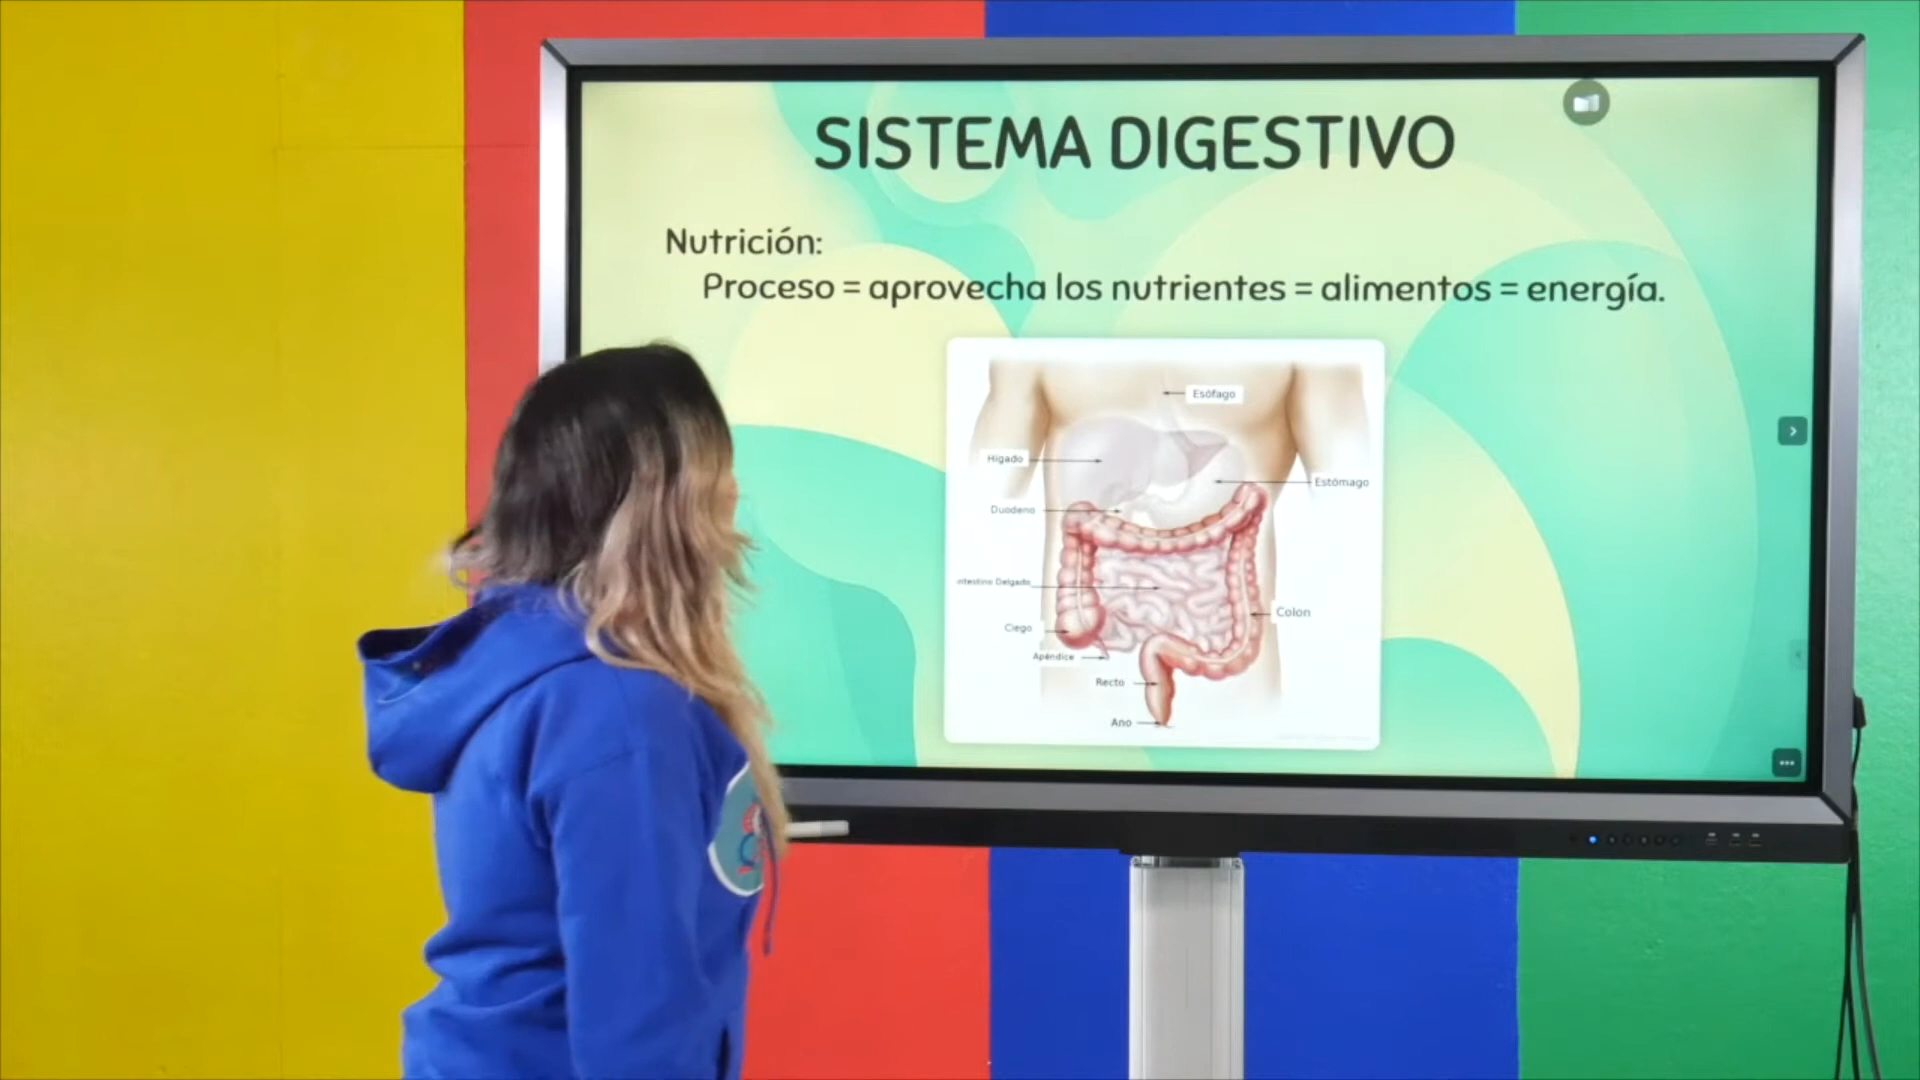 SISTEMA DIGESTIVO
Nutrición:
Proceso = aprovecha los nutrientes = alimentos = energía.
Esófago
Hígado
Estómago
Duodeno
ntestino Delgado
Colon
Ciego
Apéndice
Recto
Ano